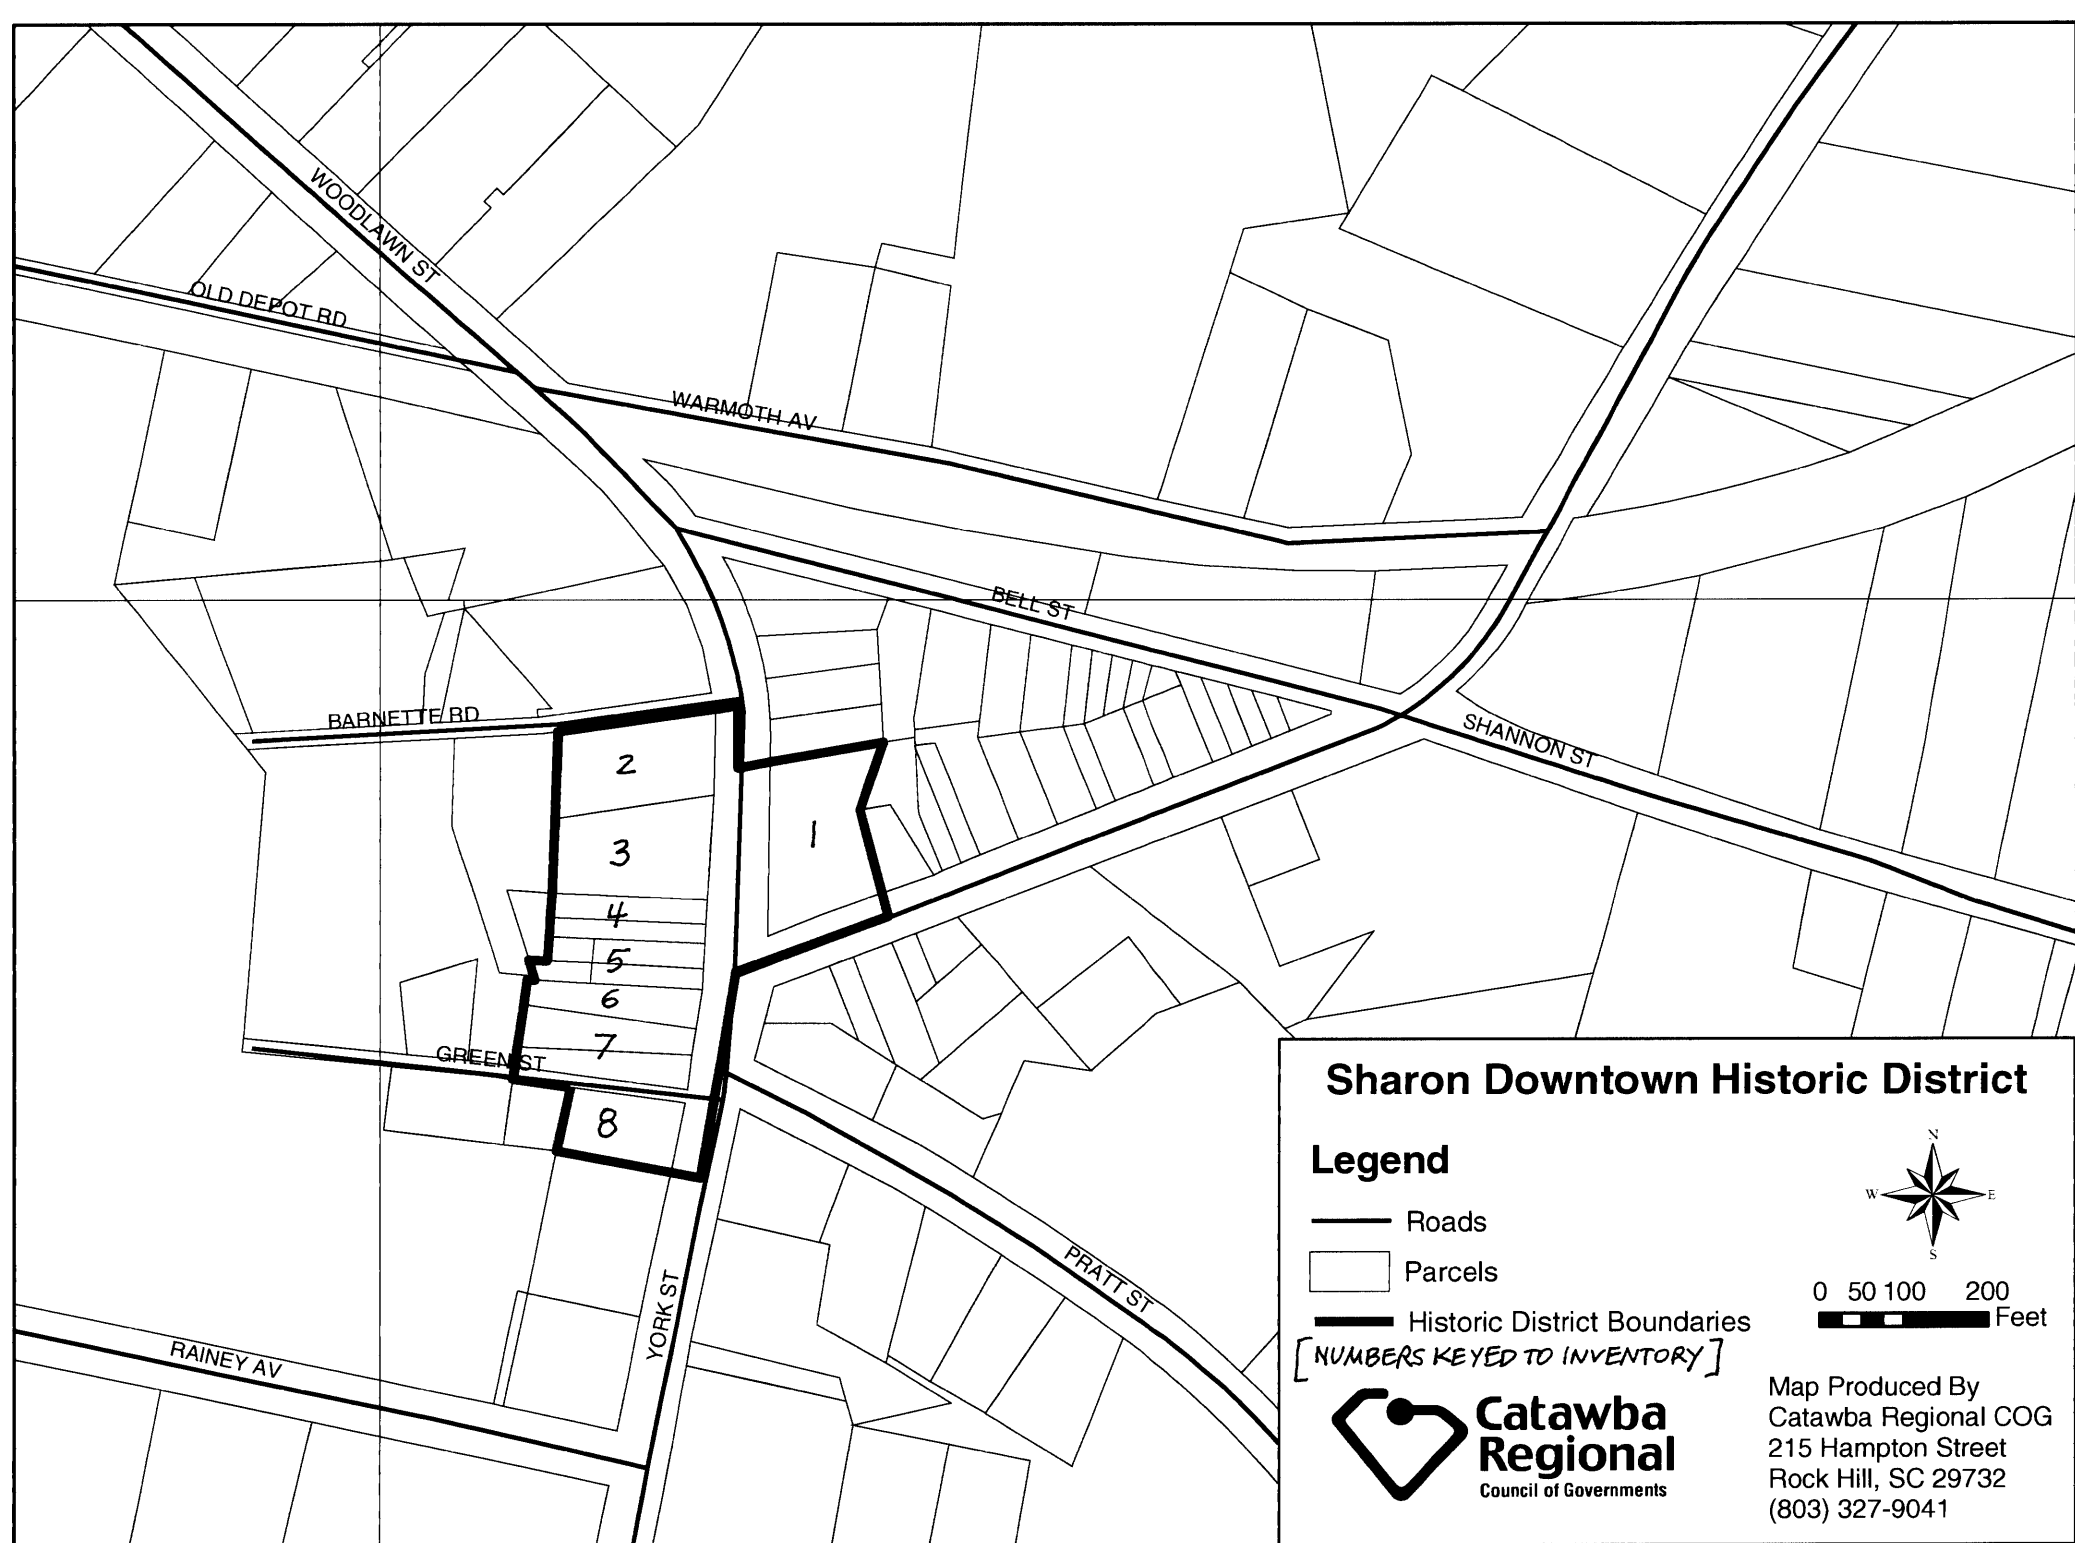 WOODLAWN ST
OLD DEPOT RD
WARMOTH AV
BELL ST
BARNETTE RD
SHANNON ST
2
1
3
4
5
6
7
GREEN ST
8
PRATT ST
YORK ST
RAINEY AV
Sharon Downtown Historic District
Legend
Roads
Parcels
Historic District Boundaries
[NUMBERS KEYED TO INVENTORY]
N
W E
S
0 50 100 200
Feet
Catawba
Regional
Council of Governments
Map Produced By
Catawba Regional COG
215 Hampton Street
Rock Hill, SC 29732
(803) 327-9041